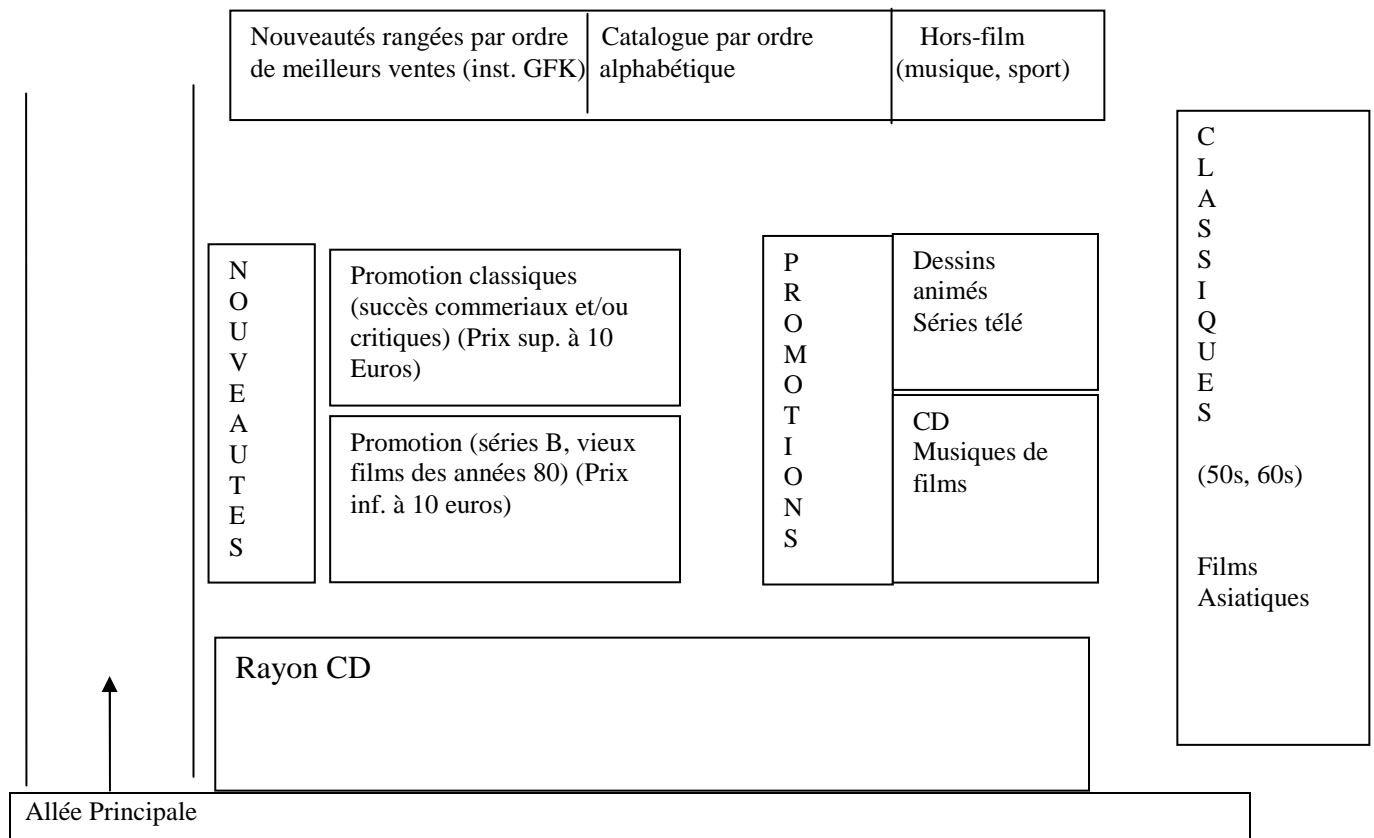 Nouveautés rangées par ordre
de meilleurs ventes (inst. GFK)
Catalogue par ordre
alphabétique
Hors-film
(musique, sport)
N
O
U
V
E
A
U
T
E
S
Promotion classiques
(succès commeriaux et/ou
critiques) (Prix sup. à 10
Euros)
Promotion (séries B, vieux
films des années 80) (Prix
inf. à 10 euros)
P
R
O
M
O
T
I
O
N
S
Dessins
animés
Séries télé
CD
Musiques de
films
C
L
A
S
S
I
Q
U
E
S
(50s, 60s)
Films
Asiatiques
Rayon CD
Allée Principale